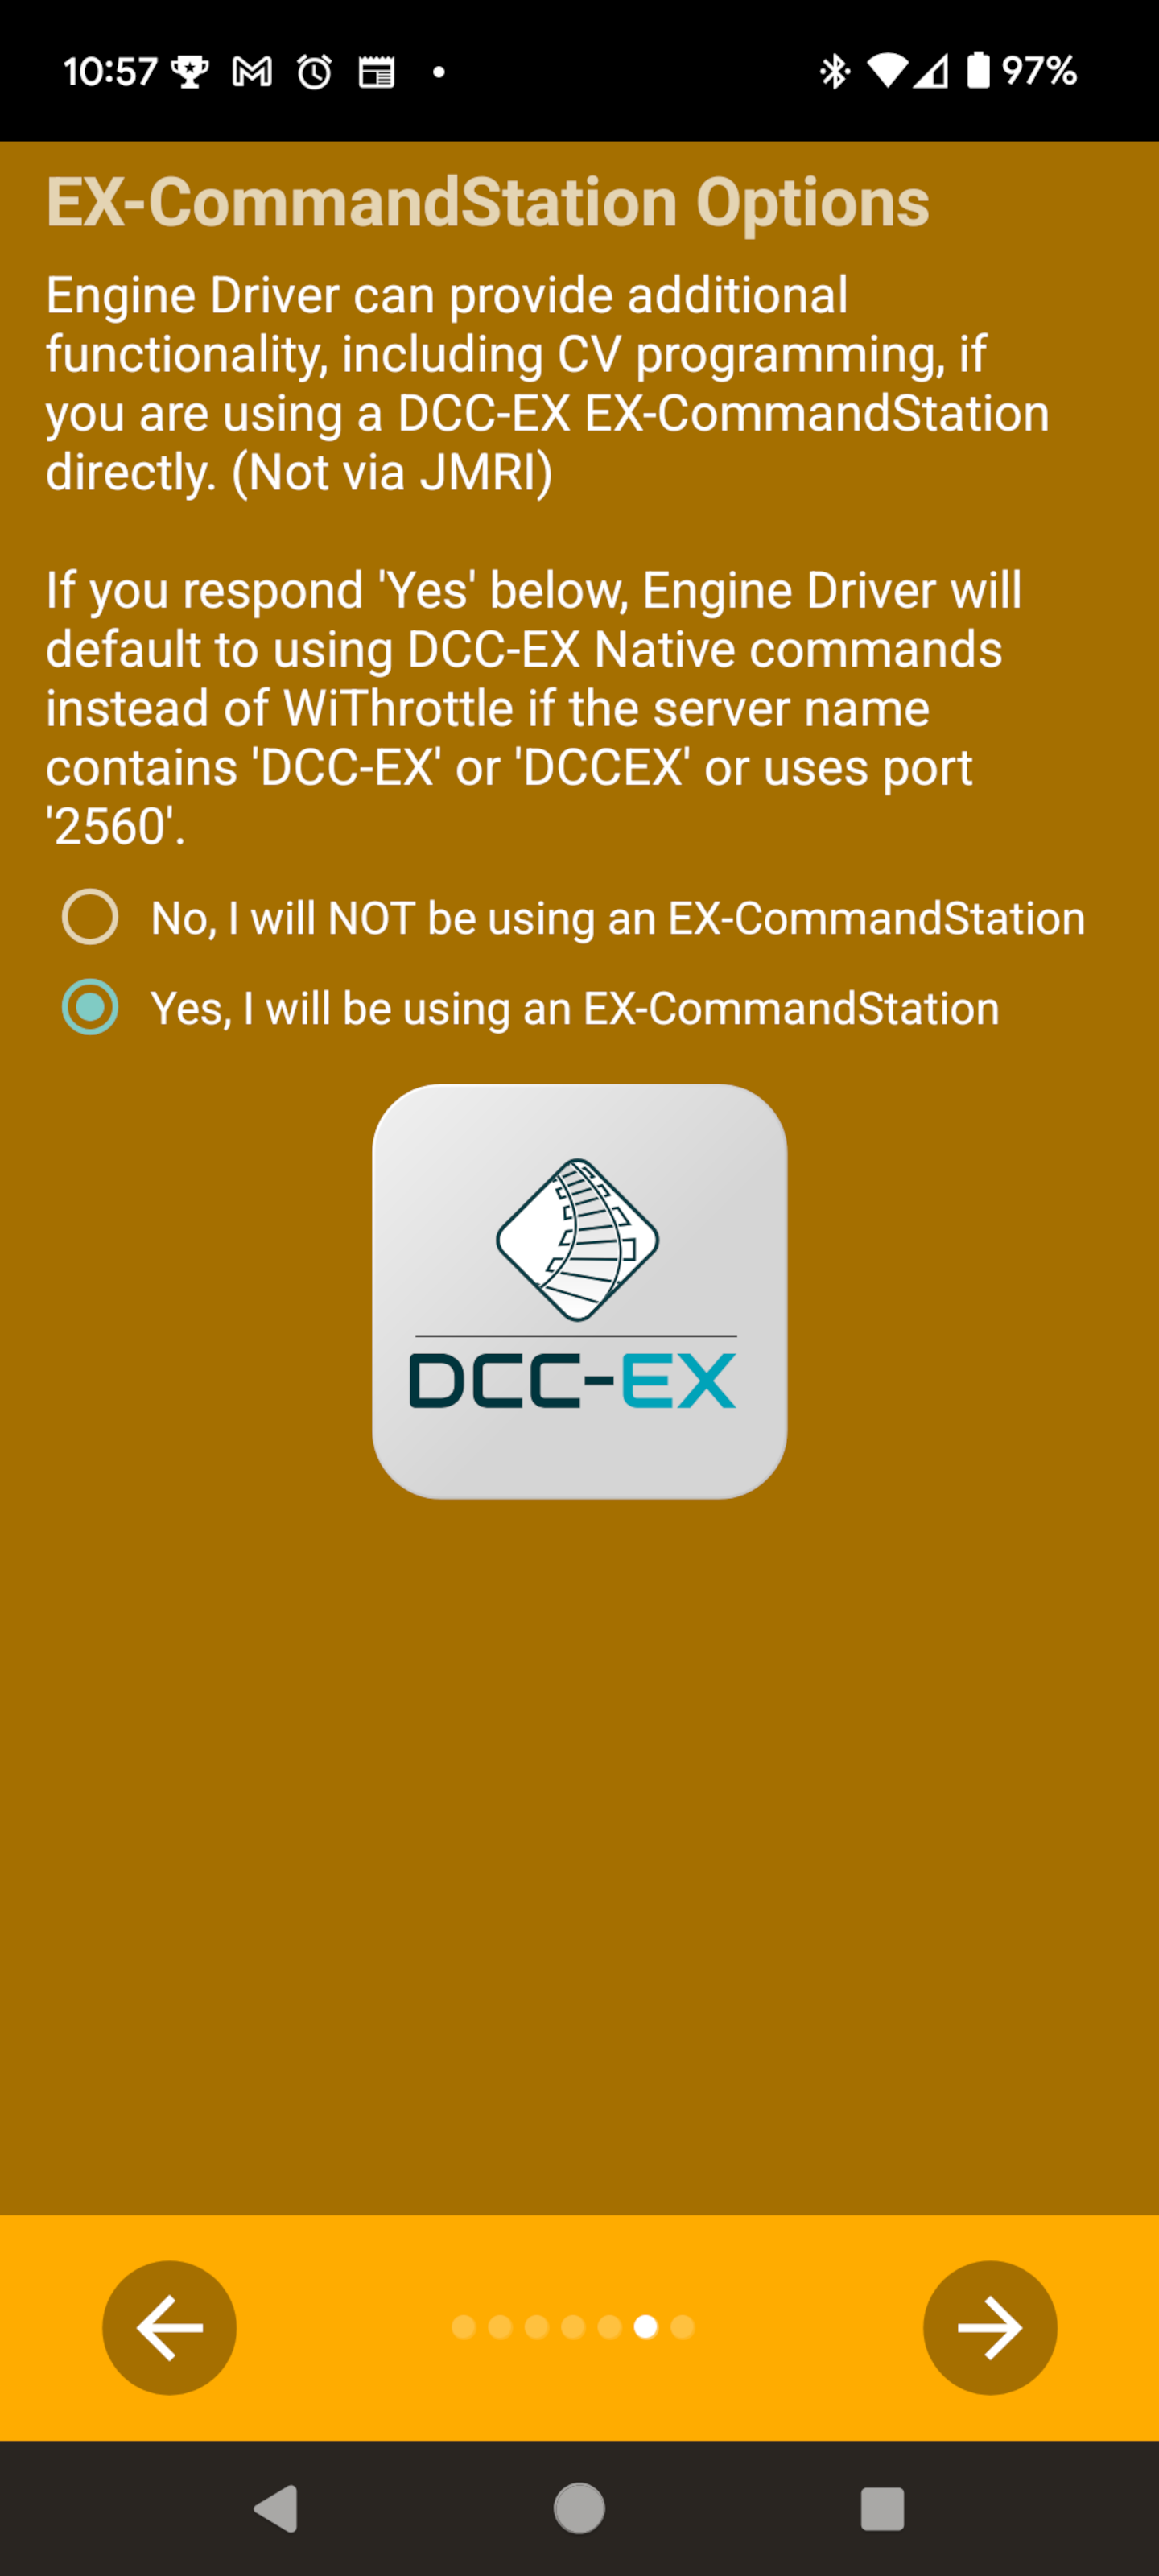 10:57
97%
EX-CommandStation Options
Engine Driver can provide additional
functionality, including CV programming, if
you are using a DCC-EX EX-CommandStation
directly. (Not via JMRI)
If you respond 'Yes' below, Engine Driver will
default to using DCC-EX Native commands
instead of WiThrottle if the server name
contains 'DCC-EX' or 'DCCEX' or uses port
'2560'.
No, I will NOT be using an EX-CommandStation
Yes, I will be using an EX-CommandStation
DCC-EX